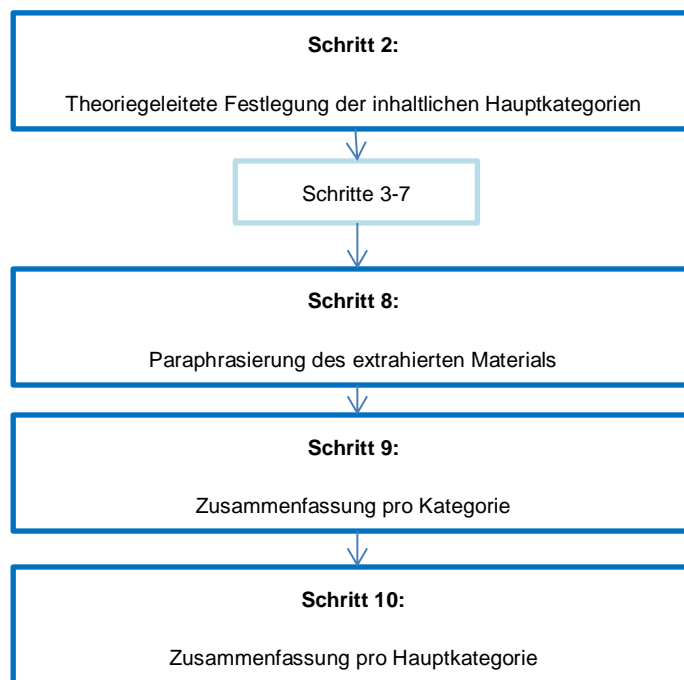 Schritt 2:
Theoriegeleitete Festlegung der inhaltlichen Hauptkategorien
Schritte 3-7
Schritt 8:
Paraphrasierung des extrahierten Materials
Schritt 9:
Zusammenfassung pro Kategorie
Schritt 10:
Zusammenfassung pro Hauptkategorie